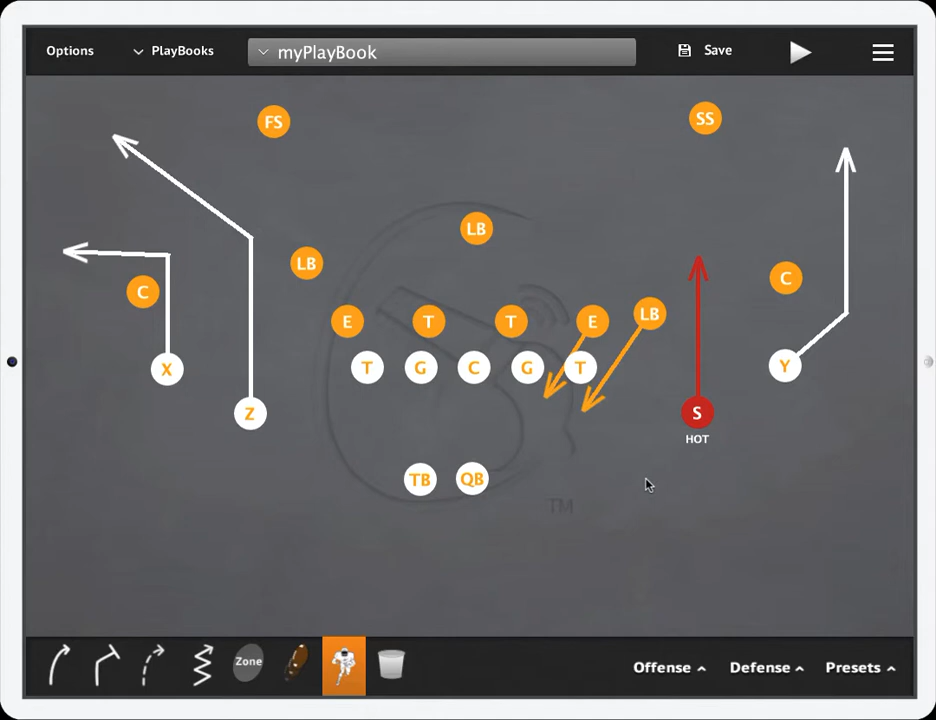 Options PlayBooks myPlayBook Save
FS SS
LB
LB
C C
E T T E LB
X T G C G T Y
Z S
HOT
TB QB
TM
Zone Offense Defense Presets